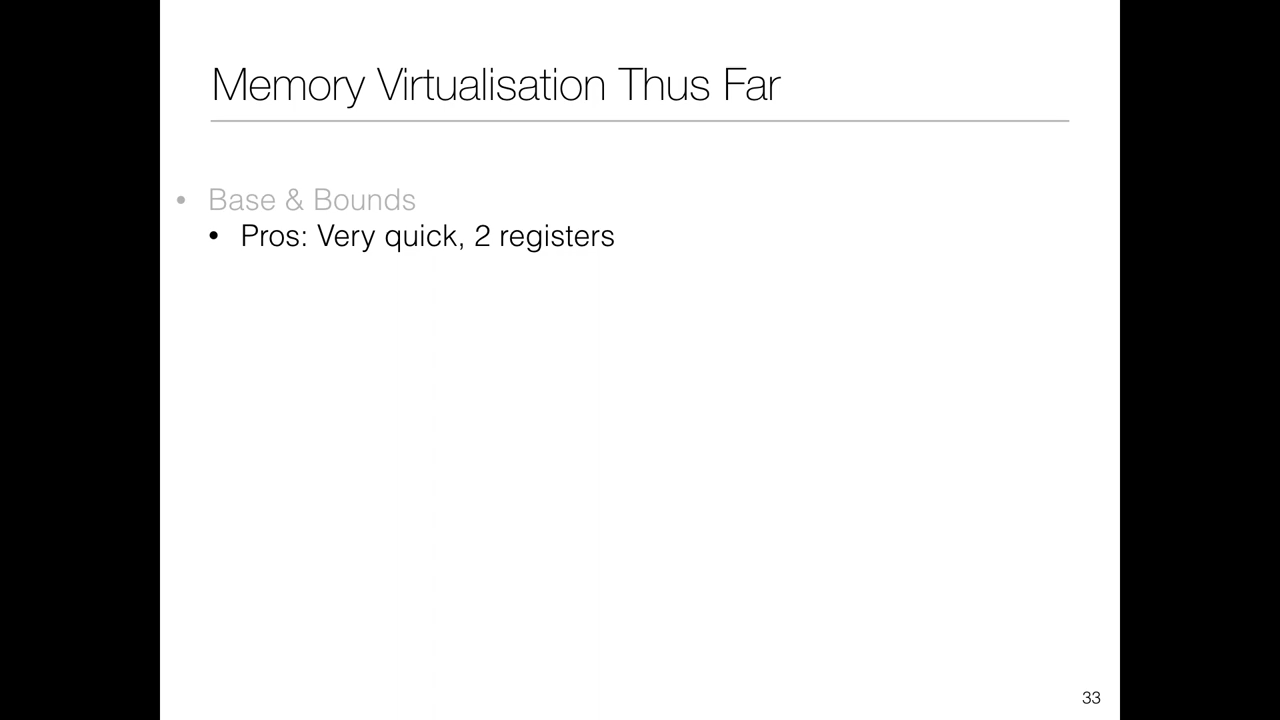 Memory Virtualisation Thus Far
• Base & Bounds
• Pros: Very quick, 2 registers
33